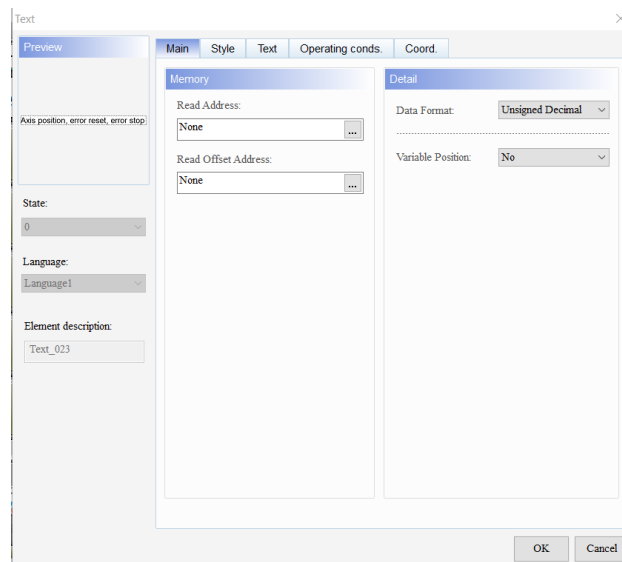 Text
Preview
Axis position, error reset, error stop
State:
0
Language:
Language1
Element description:
Text_023
Main Style Text Operating conds. Coord.
Memory
Read Address:
None
...
Read Offset Address:
None
...
Detail
Data Format: Unsigned Decimal
Variable Position: No
OK Cancel